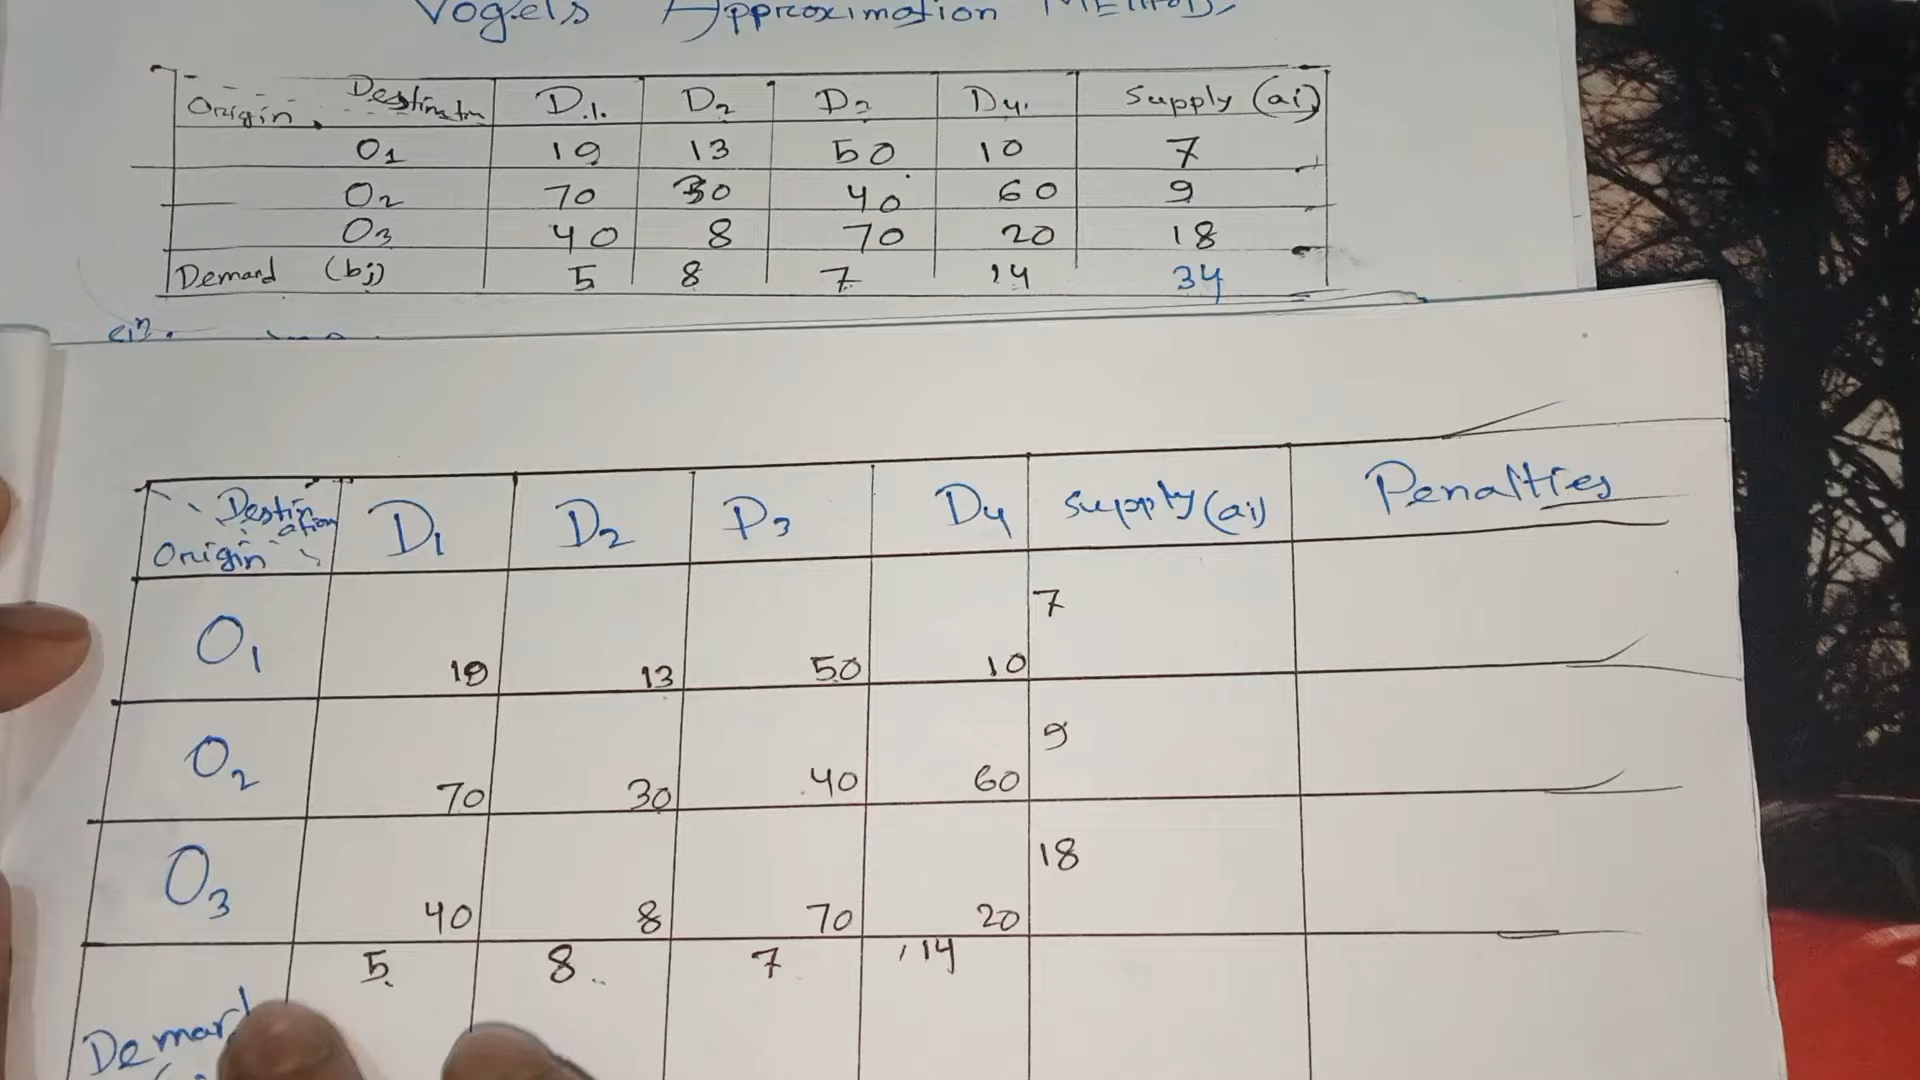 Vogels Approximation METHOD
Origin Destination D1. D2 D3 D4. Supply (ai)
O1 19 13 50 10 7
O2 70 30 40 60 9
O3 40 8 70 20 18
Demand (bj) 5 8 7 14 34
Destination
Origin D1 D2 D3 D4 supply (ai) Penalties
O1 19 13 50 10 7
O2 70 30 40 60 9
O3 40 8 70 20 18
Demand 5 8 7 14